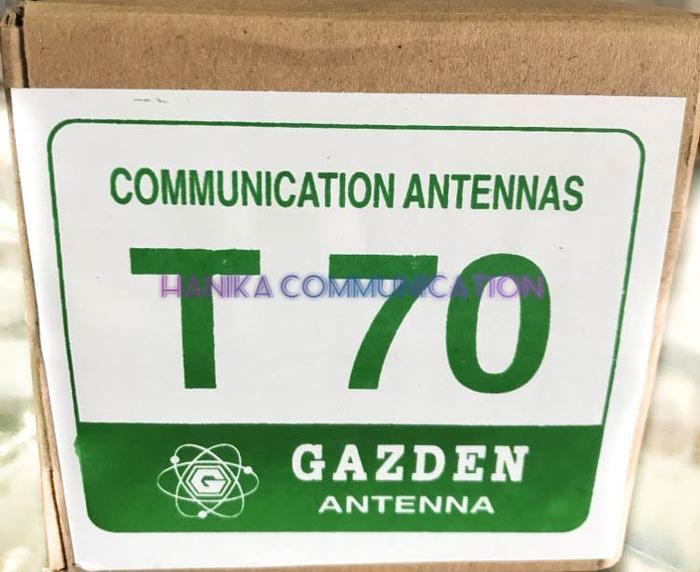 COMMUNICATION ANTENNAS
T 70
HANIKA COMMUNICATION
G
GAZDEN
ANTENNA